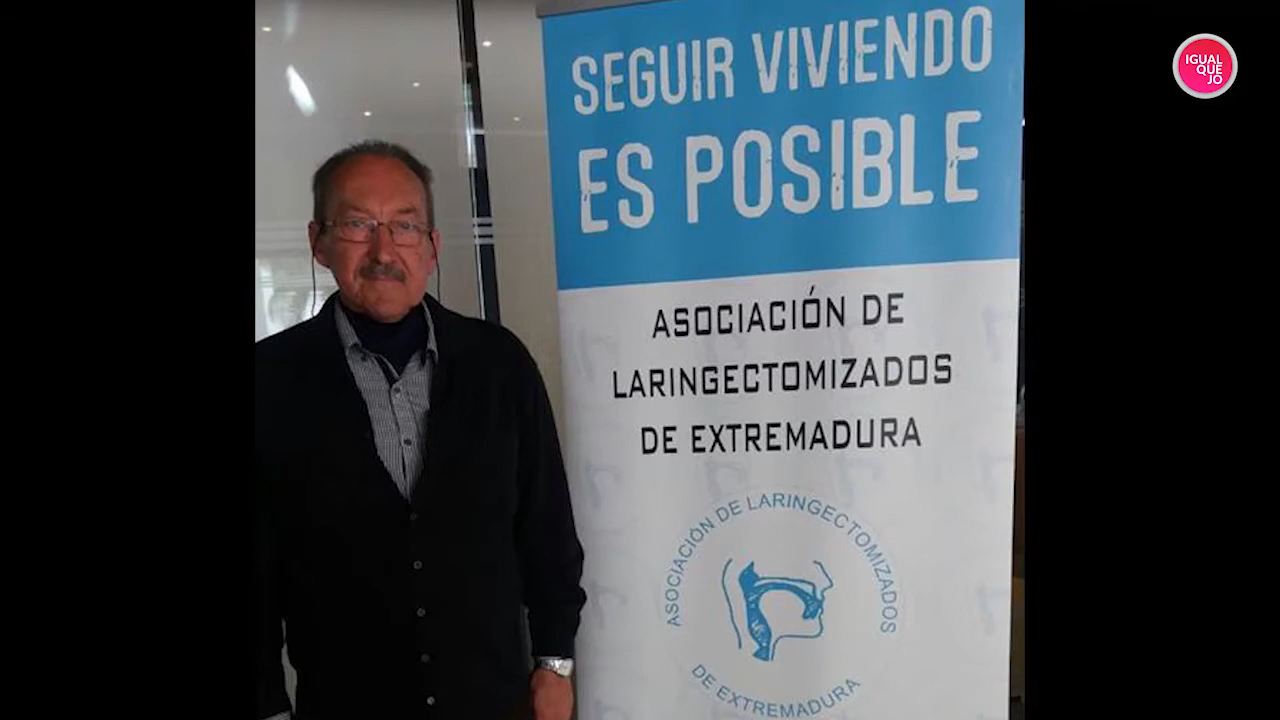 SEGUIR VIVIENDO
ES POSIBLE
ASOCIACIÓN DE
LARINGECTOMIZADOS
DE EXTREMADURA
ASOCIACIÓN DE LARINGECTOMIZADOS
DE EXTREMADURA
IGUAL
QUE
JO